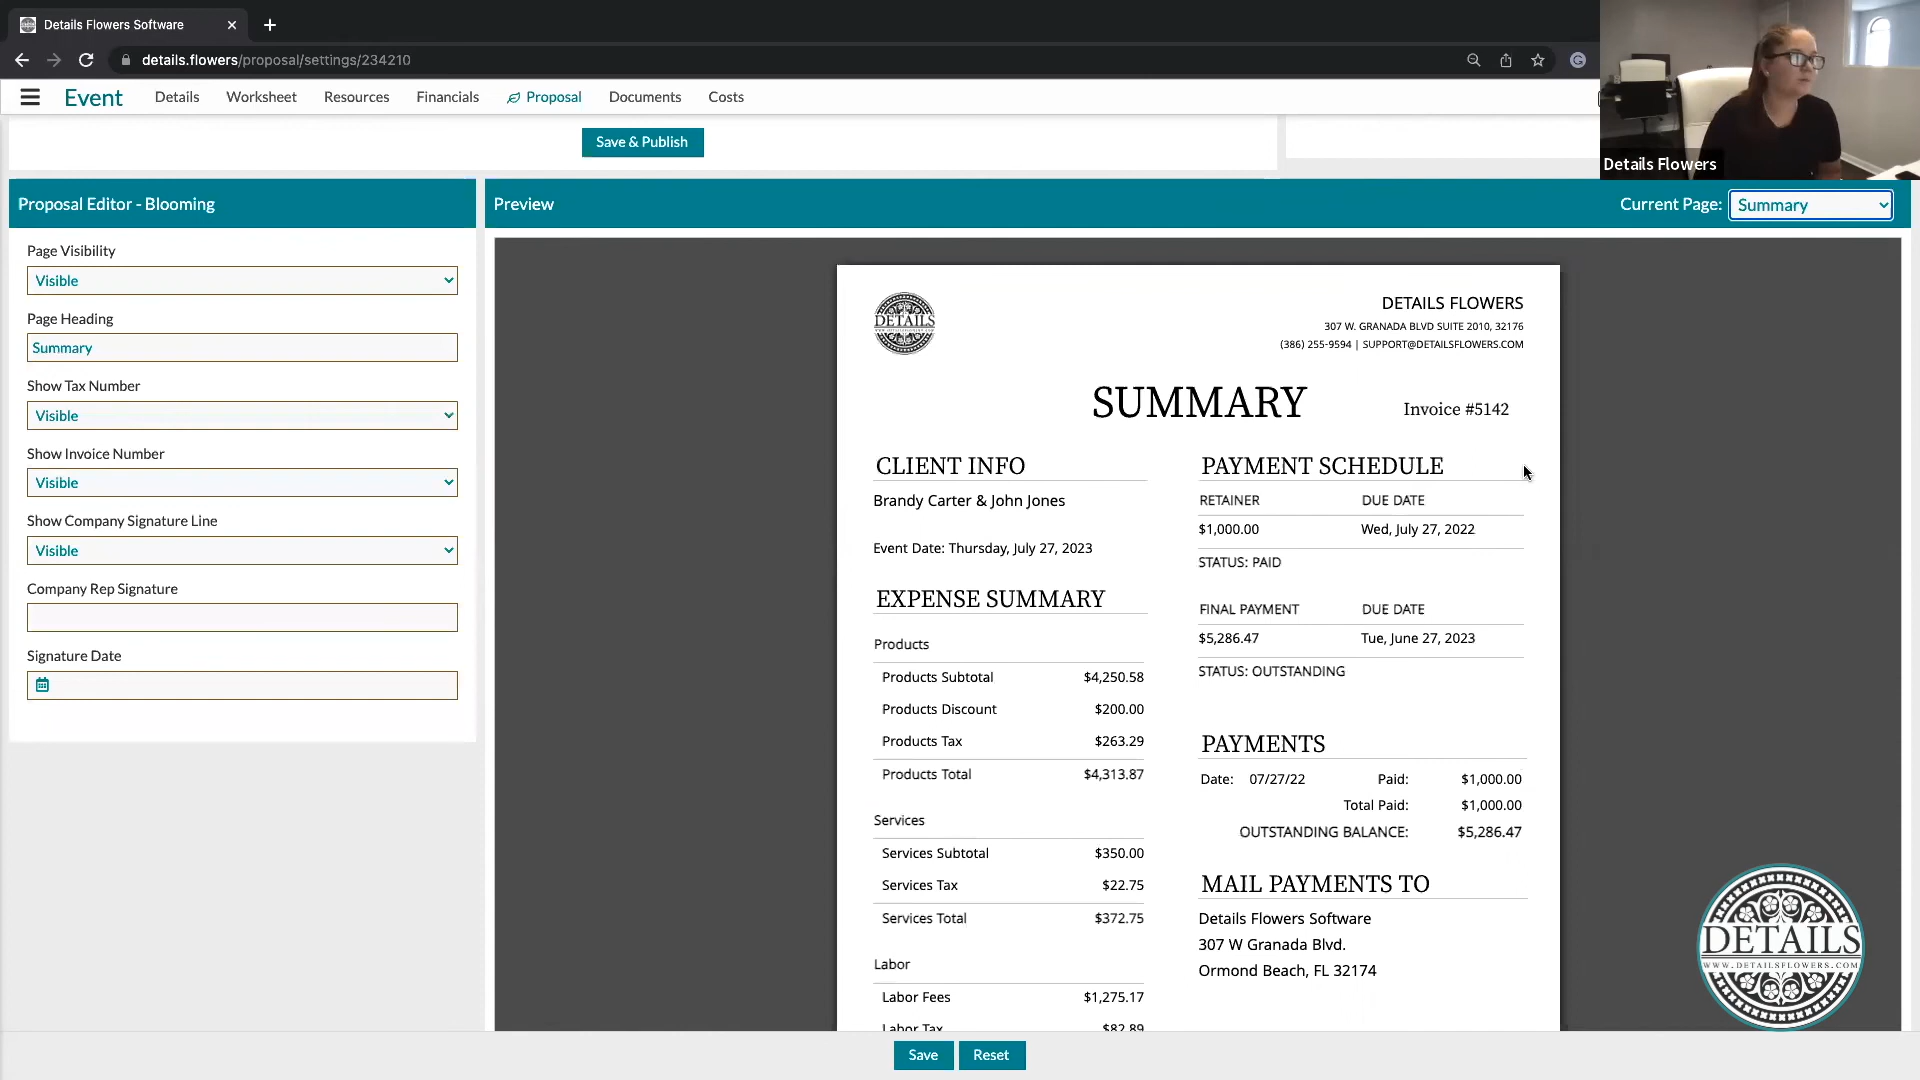 Details Flowers Software
details.flowers/proposal/settings/234210
Event
Details
Worksheet
Resources
Financials
Proposal
Documents
Costs
Save & Publish
Details Flowers
Proposal Editor - Blooming
Preview
Current Page:
Summary
Page Visibility
Visible
Page Heading
Summary
Show Tax Number
Visible
Show Invoice Number
Visible
Show Company Signature Line
Visible
Company Rep Signature
Signature Date
DETAILS
DETAILS FLOWERS
307 W. GRANADA BLVD SUITE 2010, 32176
(386) 255-9594 | SUPPORT@DETAILSFLOWERS.COM
SUMMARY
Invoice #5142
CLIENT INFO
Brandy Carter & John Jones
Event Date: Thursday, July 27, 2023
EXPENSE SUMMARY
Products
Products Subtotal $4,250.58
Products Discount $200.00
Products Tax $263.29
Products Total $4,313.87
Services
Services Subtotal $350.00
Services Tax $22.75
Services Total $372.75
Labor
Labor Fees $1,275.17
Labor Tax $82.89
PAYMENT SCHEDULE
RETAINER DUE DATE
$1,000.00 Wed, July 27, 2022
STATUS: PAID
FINAL PAYMENT DUE DATE
$5,286.47 Tue, June 27, 2023
STATUS: OUTSTANDING
PAYMENTS
Date: 07/27/22 Paid: $1,000.00
Total Paid: $1,000.00
OUTSTANDING BALANCE: $5,286.47
MAIL PAYMENTS TO
Details Flowers Software
307 W Granada Blvd.
Ormond Beach, FL 32174
DETAILS
WWW.DETAILSFLOWERS.COM
Save
Reset